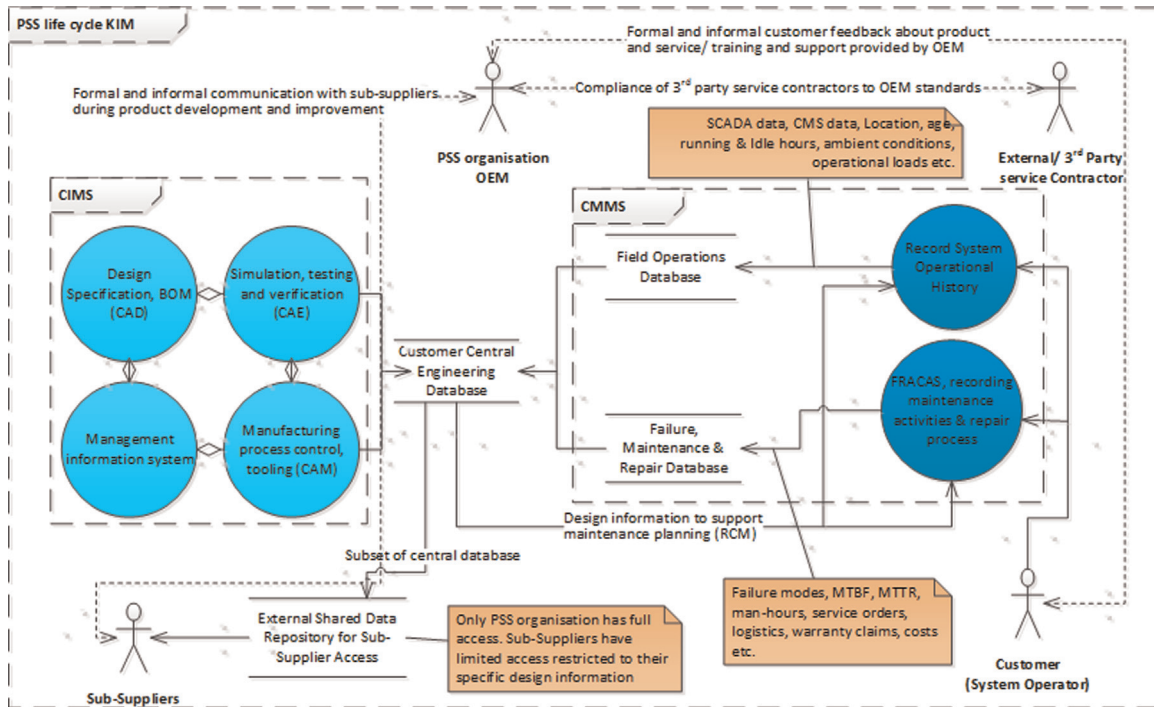 PSS life cycle KIM
Formal and informal customer feedback about product
and service/ training and support provided by OEM
Formal and informal communication with sub-suppliers
during product development and improvement
Compliance of 3rd party service contractors to OEM standards
PSS organisation
OEM
External/ 3rd Party
service Contractor
SCADA data, CMS data, Location, age,
running & Idle hours, ambient conditions,
operational loads etc.
CIMS
Design
Specification, BOM
(CAD)
Simulation, testing
and verification
(CAE)
Management
information system
Manufacturing
process control,
tooling (CAM)
Customer Central
Engineering
Database
CMMS
Field Operations
Database
Record System
Operational
History
Failure,
Maintenance &
Repair Database
FRACAS, recording
maintenance
activities & repair
process
Design information to support
maintenance planning (RCM)
Subset of central database
External Shared Data
Repository for Sub-
Supplier Access
Only PSS organisation has full
access. Sub-Suppliers have
limited access restricted to their
specific design information
Failure modes, MTBF, MTTR,
man-hours, service orders,
logistics, warranty claims, costs
etc.
Sub-Suppliers
Customer
(System Operator)